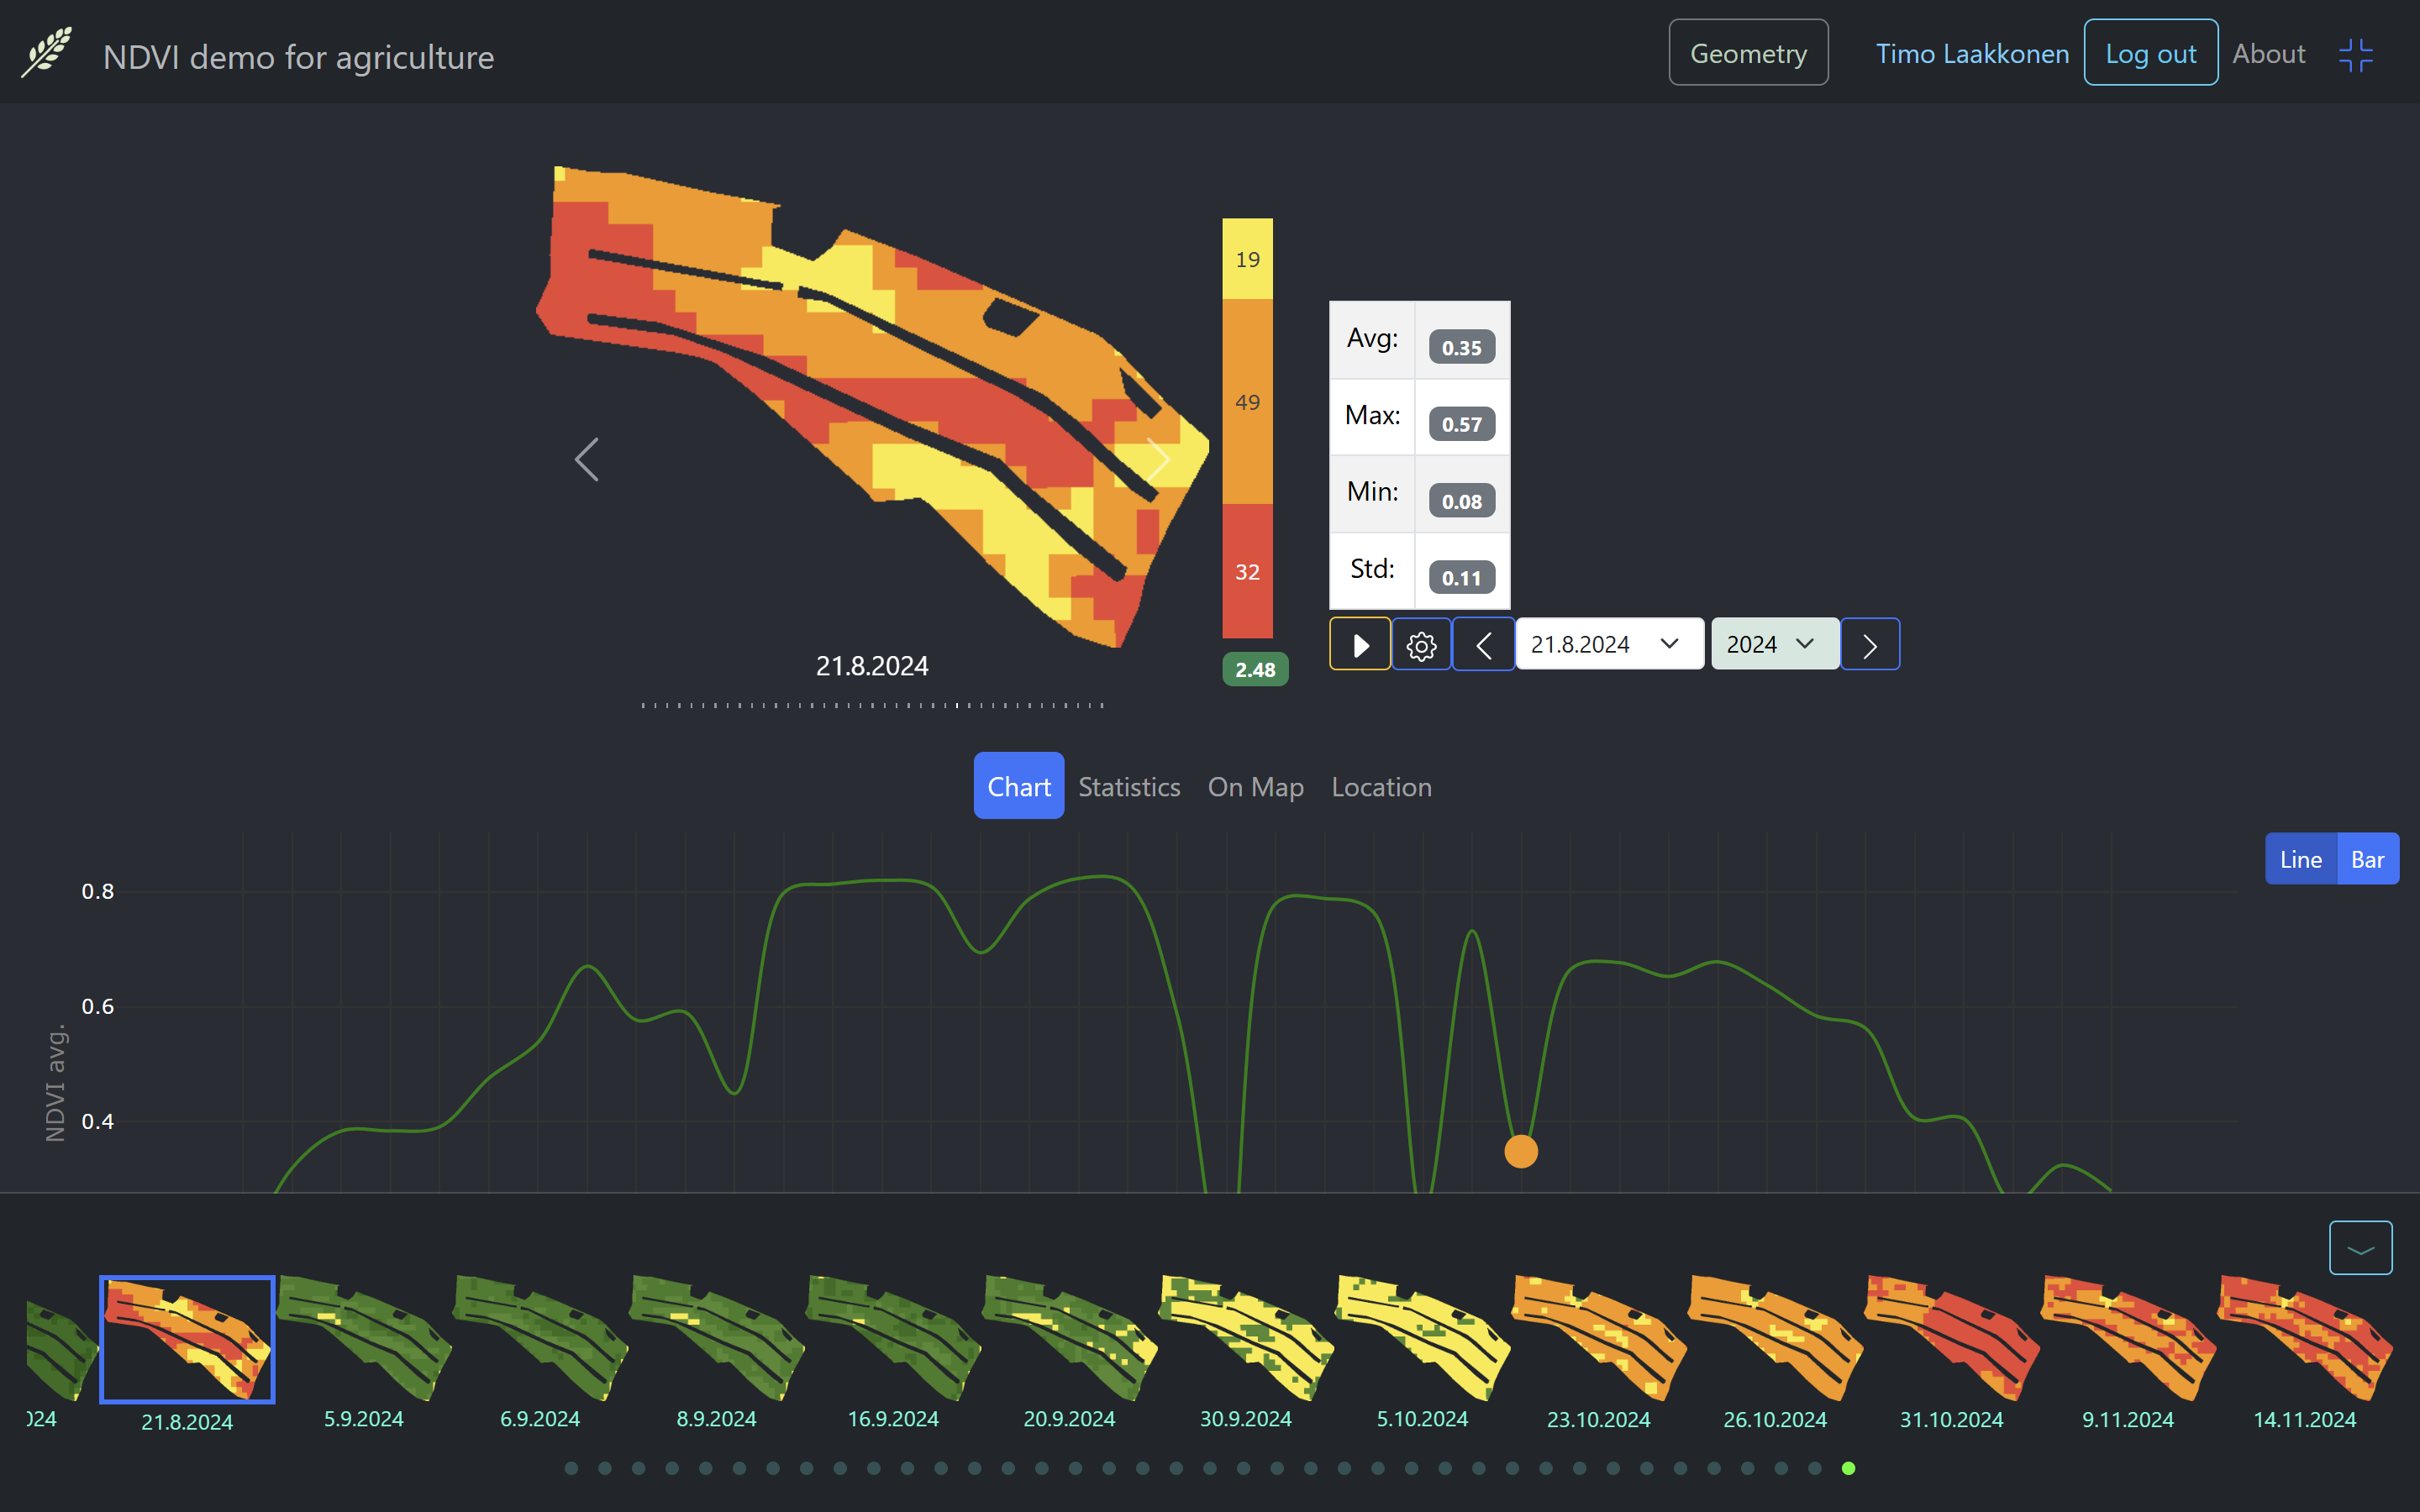 NDVI demo for agriculture
Geometry
Timo Laakkonen
Log out
About
19
49
32
2.48
Avg: 0.35
Max: 0.57
Min: 0.08
Std: 0.11
21.8.2024
2024
21.8.2024
Chart
Statistics
On Map
Location
Line
Bar
0.8
0.6
0.4
NDVI avg.
024
21.8.2024
5.9.2024
6.9.2024
8.9.2024
16.9.2024
20.9.2024
30.9.2024
5.10.2024
23.10.2024
26.10.2024
31.10.2024
9.11.2024
14.11.2024